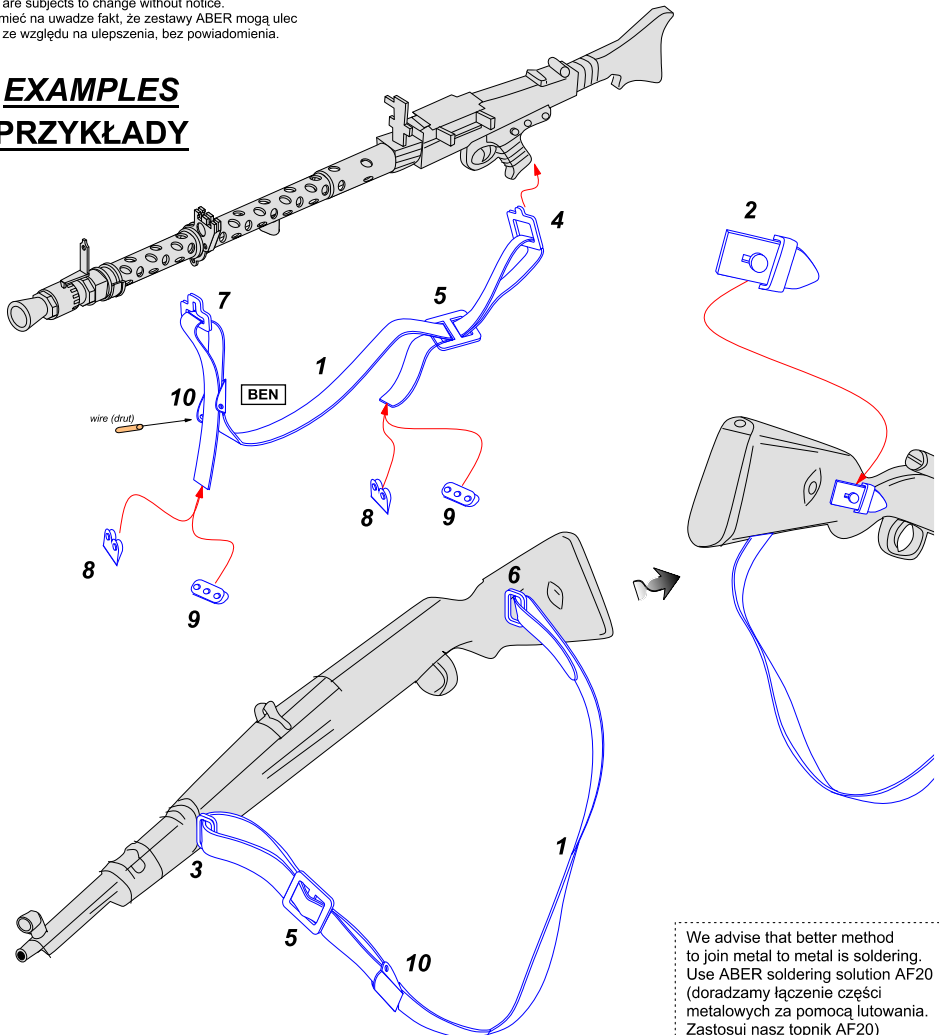 are subjects to change without notice.
mieć na uwadze fakt, że zestawy ABER mogą ulec
ze względu na ulepszenia, bez powiadomienia.
EXAMPLES
PRZYKŁADY
4
2
7
5
1
10
BEN
wire (drut)
8
9
8
9
6
3
1
5
10
We advise that better method
to join metal to metal is soldering.
Use ABER soldering solution AF20
(doradzamy łączenie części
metalowych za pomocą lutowania.
Zastosuj nasz topnik AF20)